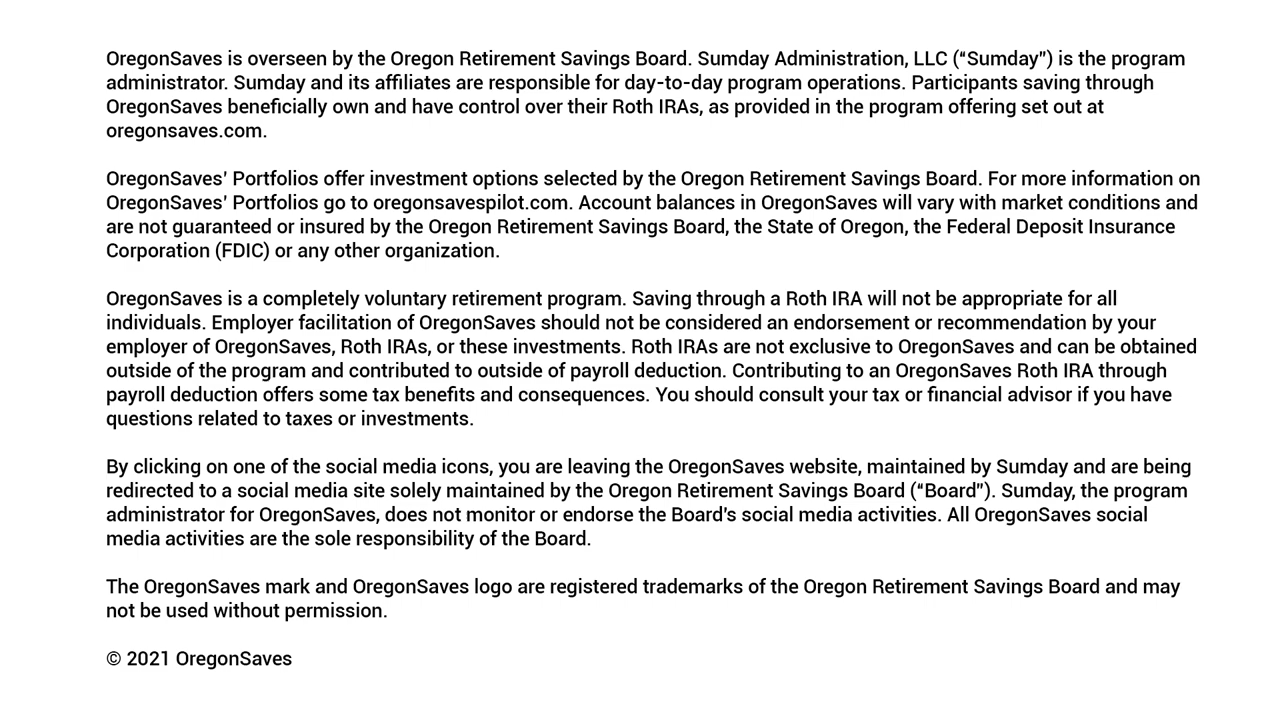 OregonSaves is overseen by the Oregon Retirement Savings Board. Sumday Administration, LLC (“Sumday”) is the program
administrator. Sumday and its affiliates are responsible for day-to-day program operations. Participants saving through
OregonSaves beneficially own and have control over their Roth IRAs, as provided in the program offering set out at
oregonsaves.com.
OregonSaves’ Portfolios offer investment options selected by the Oregon Retirement Savings Board. For more information on
OregonSaves’ Portfolios go to oregonsavespilot.com. Account balances in OregonSaves will vary with market conditions and
are not guaranteed or insured by the Oregon Retirement Savings Board, the State of Oregon, the Federal Deposit Insurance
Corporation (FDIC) or any other organization.
OregonSaves is a completely voluntary retirement program. Saving through a Roth IRA will not be appropriate for all
individuals. Employer facilitation of OregonSaves should not be considered an endorsement or recommendation by your
employer of OregonSaves, Roth IRAs, or these investments. Roth IRAs are not exclusive to OregonSaves and can be obtained
outside of the program and contributed to outside of payroll deduction. Contributing to an OregonSaves Roth IRA through
payroll deduction offers some tax benefits and consequences. You should consult your tax or financial advisor if you have
questions related to taxes or investments.
By clicking on one of the social media icons, you are leaving the OregonSaves website, maintained by Sumday and are being
redirected to a social media site solely maintained by the Oregon Retirement Savings Board (“Board”). Sumday, the program
administrator for OregonSaves, does not monitor or endorse the Board’s social media activities. All OregonSaves social
media activities are the sole responsibility of the Board.
The OregonSaves mark and OregonSaves logo are registered trademarks of the Oregon Retirement Savings Board and may
not be used without permission.
© 2021 OregonSaves